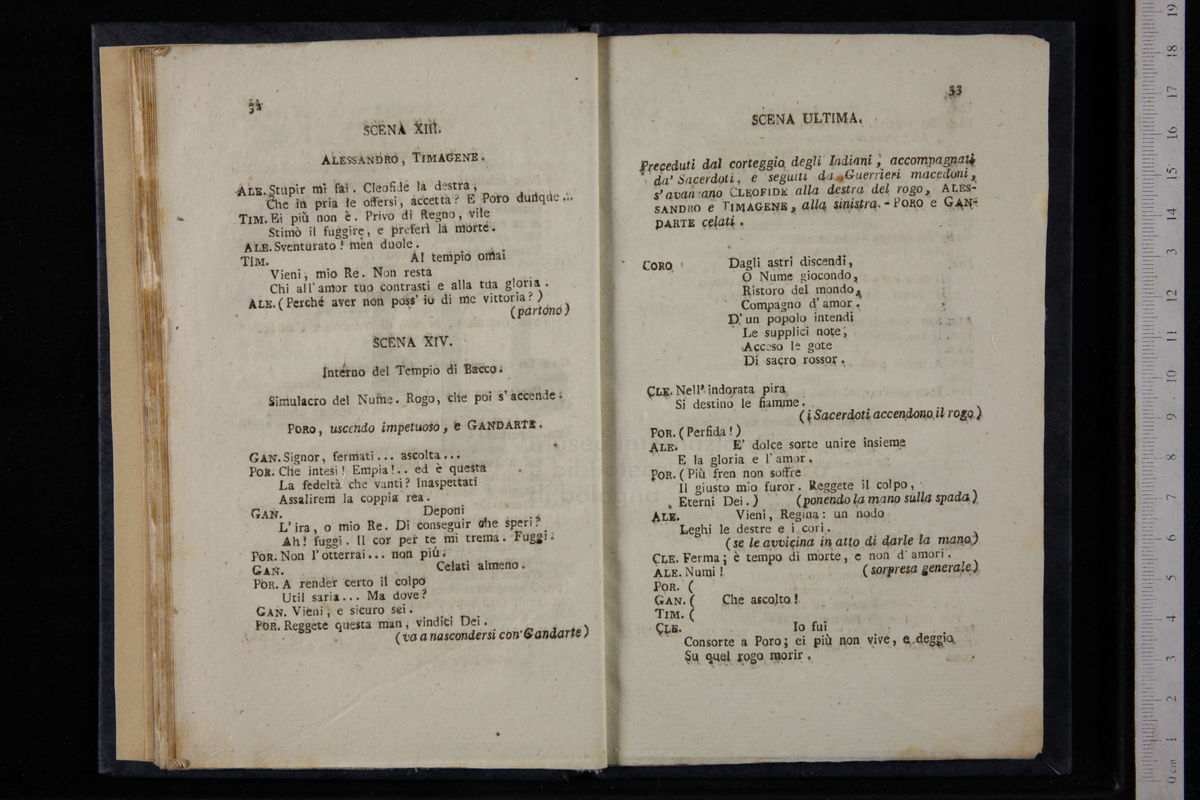 SCENA XIII.
ALESSANDRO, TIMAGENE.
ALE. Stupir mi fai. Cleofide la destra,
Che in pria le offersi, accetta? E Poro dunque...
TIM. Ei più non è. Privo di Regno, vile
Stimò il fuggire, e preferì la morte.
ALE. Sventurato! men duole.
TIM. Al tempio omai
Vieni, mio Re. Non resta
Chi all'amor tuo contrasti e alla tua gloria.
ALE. (Perché aver non poss' io di me vittoria?)
(partono)
SCENA XIV.
Interno del Tempio di Bacco.
Simulacro del Nume. Rogo, che poi s'accende.
PORO, uscendo impetuoso, e GANDARTE.
GAN. Signor, fermati... ascolta...
POR. Che intesi! Empia!.. ed è questa
La fedeltà che vanti? Inaspettati
Assalirem la coppia rea.
GAN. Deponi
L'ira, o mio Re. Di conseguir che speri?
Ah! fuggi. Il cor per te mi trema. Fuggi.
POR. Non l'otterrai... non più.
GAN. Celati almeno.
POR. A render certo il colpo
Util saria... Ma dove?
GAN. Vieni, e sicuro sei.
POR. Reggete questa man, vindici Dei.
(va a nascondersi con Gandarte)
33
SCENA ULTIMA.
Preceduti dal corteggio degli Indiani, accompagnati
da' Sacerdoti, e seguiti da Guerrieri macedoni,
s'avanzano CLEOFIDE alla destra del rogo, ALES-
SANDRO e TIMAGENE, alla sinistra. - PORO e GAN-
DARTE celati.
CORO Dagli astri discendi,
O Nume giocondo,
Ristoro del mondo,
Compagno d'amor.
D'un popolo intendi
Le supplici note,
Acceso le gote
Di sacro rossor.
CLE. Nell' indorata pira
Si destino le fiamme.
(i Sacerdoti accendono il rogo)
POR. (Perfida!)
ALE. E' dolce sorte unire insieme
E la gloria e l'amor.
POR. (Più fren non soffre
Il giusto mio furor. Reggete il colpo,
Eterni Dei.) (ponendo la mano sulla spada)
ALE. Vieni, Regina: un nodo
Leghi le destre e i cori.
(se le avvicina in atto di darle la mano)
CLE. Ferma; è tempo di morte, e non d'amori.
ALE. Numi! (sorpresa generale)
POR. (
GAN. ( Che ascolto!
TIM. (
CLE. Io fui
Consorte a Poro; ei più non vive, e deggio
Su quel rogo morir.